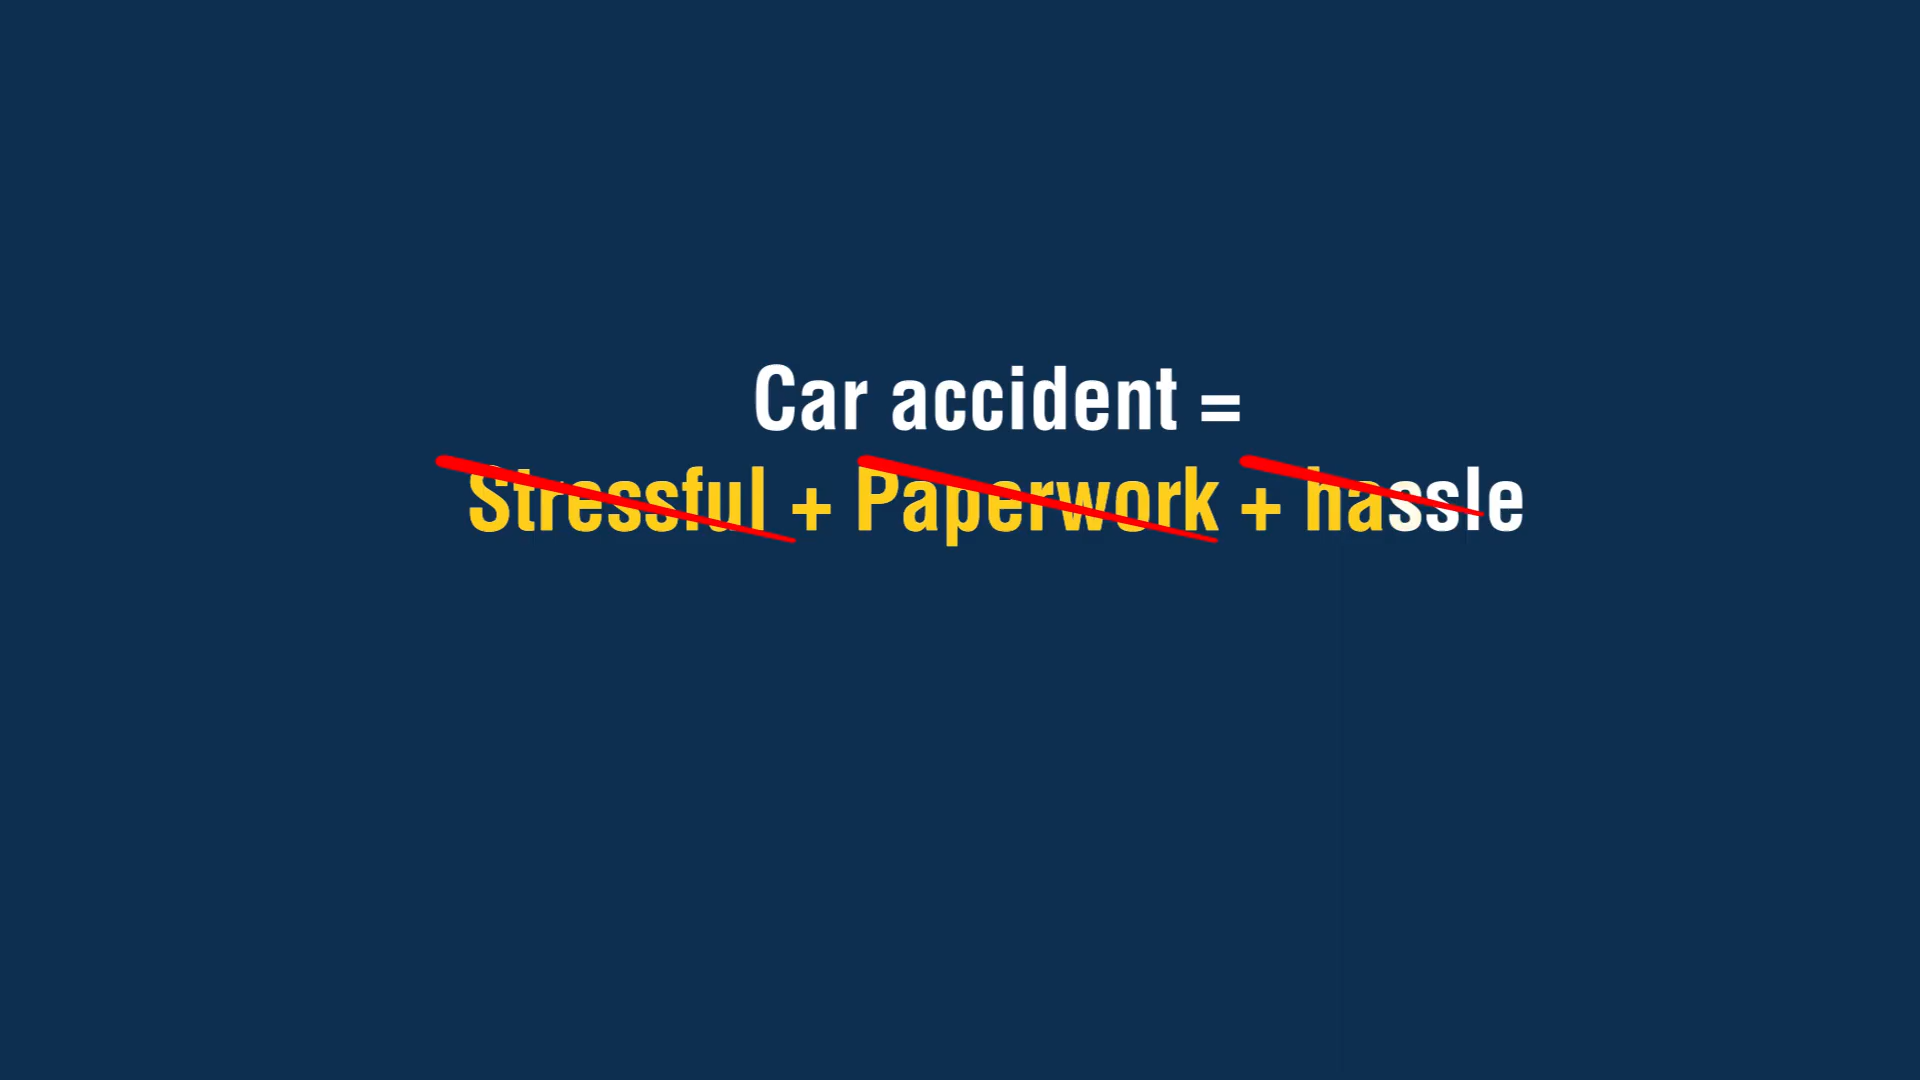 Car accident =
Stressful + Paperwork + hassle